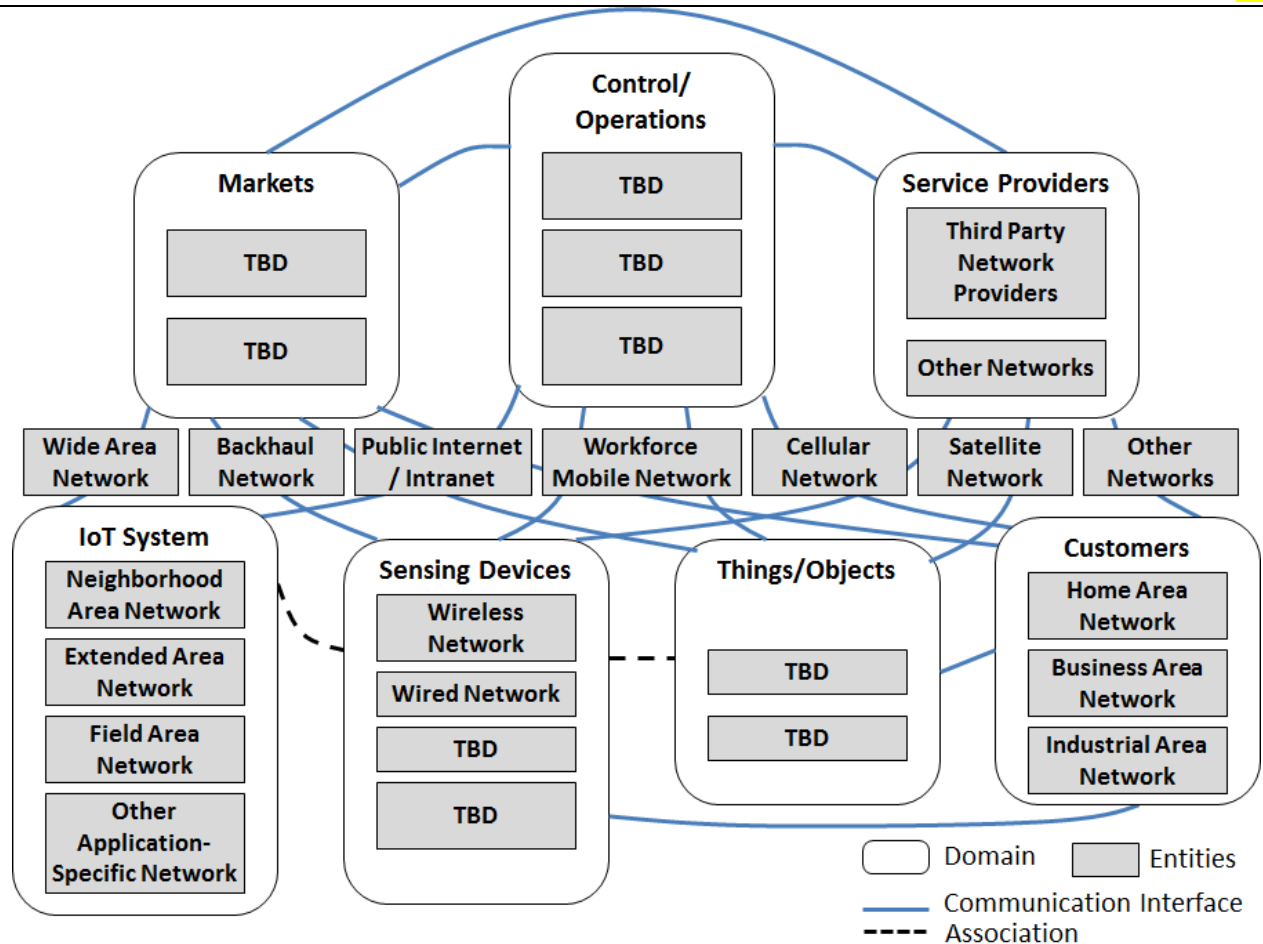 Control/
Operations
TBD
TBD
TBD
Markets
TBD
TBD
Service Providers
Third Party
Network
Providers
Other Networks
Wide Area
Network
Backhaul
Network
Public Internet
/ Intranet
Workforce
Mobile Network
Cellular
Network
Satellite
Network
Other
Networks
IoT System
Neighborhood
Area Network
Extended Area
Network
Field Area
Network
Other
Application-
Specific Network
Sensing Devices
Wireless
Network
Wired Network
TBD
TBD
Things/Objects
TBD
TBD
Customers
Home Area
Network
Business Area
Network
Industrial Area
Network
Domain
Entities
Communication Interface
Association